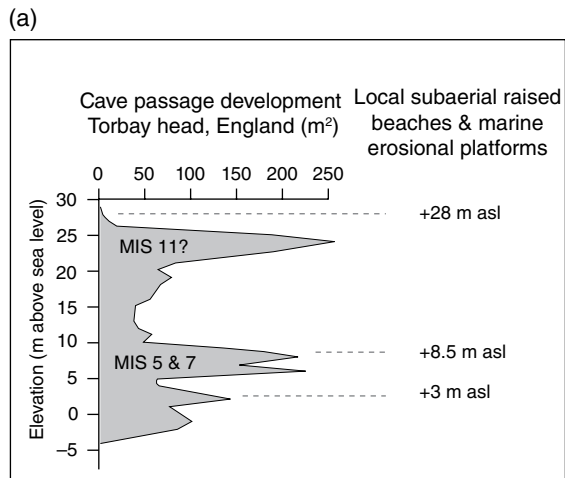 (a)
Cave passage development
Torbay head, England (m²)
Local subaerial raised
beaches & marine
erosional platforms
0 50 100 150 200 250
Elevation (m above sea level)
30
25
20
15
10
5
0
–5
MIS 11?
MIS 5 & 7
+28 m asl
+8.5 m asl
+3 m asl